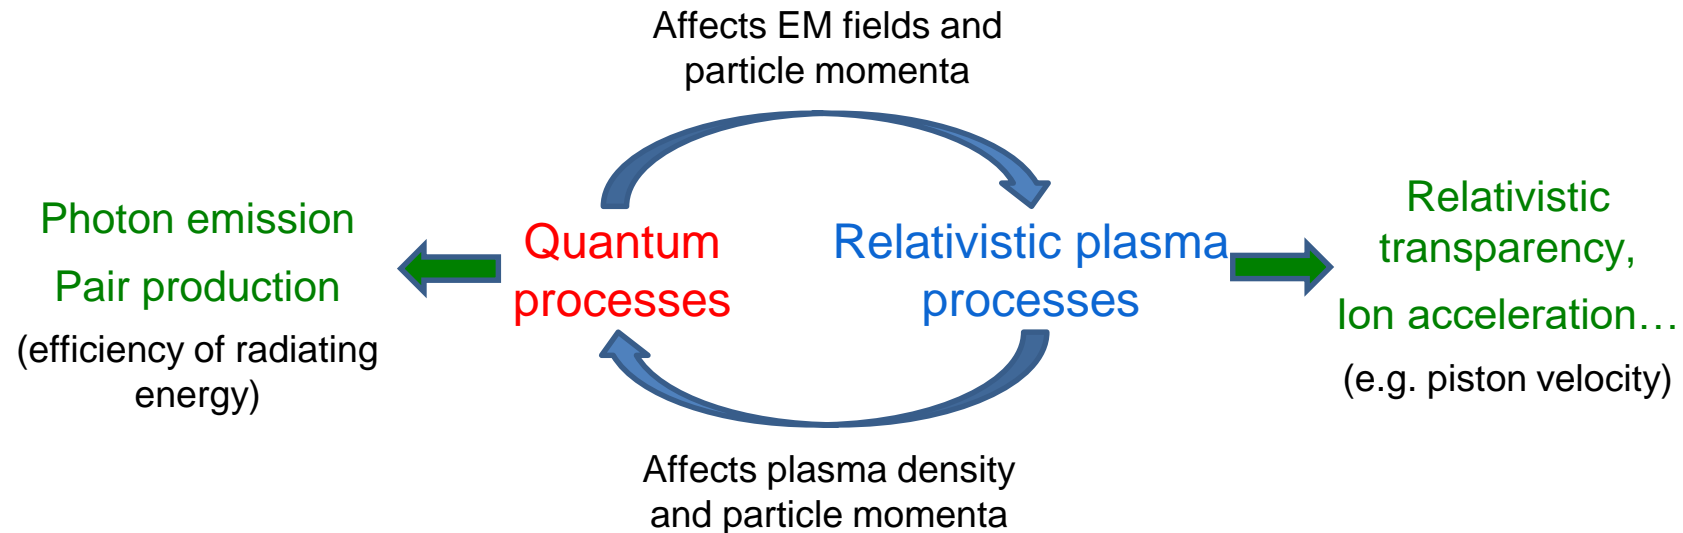 Affects EM fields and
particle momenta
Photon emission
Pair production
(efficiency of radiating
energy)
Quantum
processes
Relativistic plasma
processes
Relativistic
transparency,
Ion acceleration…
(e.g. piston velocity)
Affects plasma density
and particle momenta